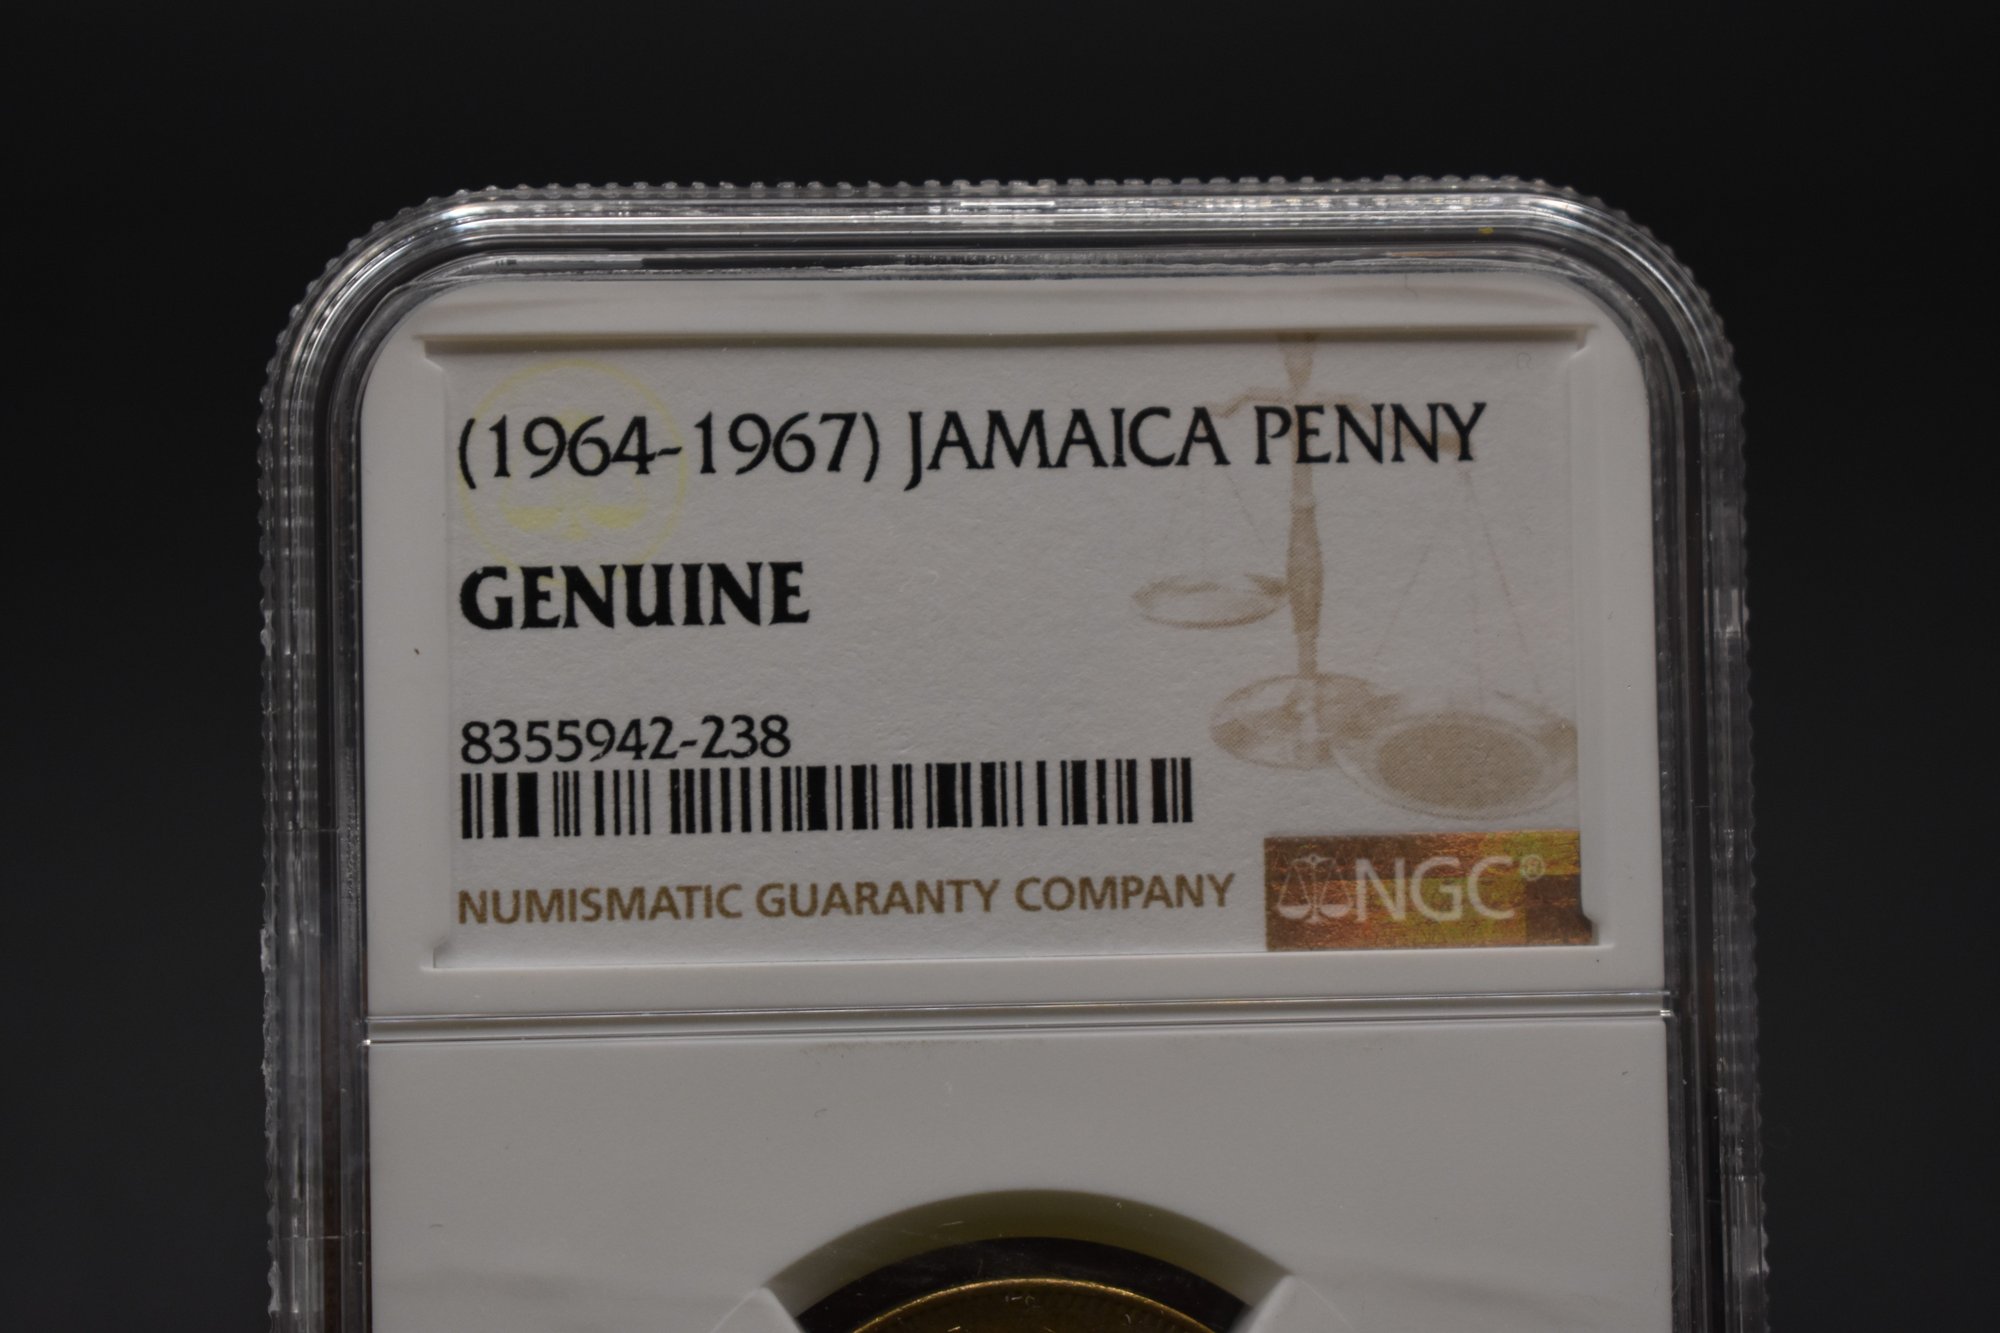 (1964-1967) JAMAICA PENNY
GENUINE
8355942-238
NUMISMATIC GUARANTY COMPANY
NGC®